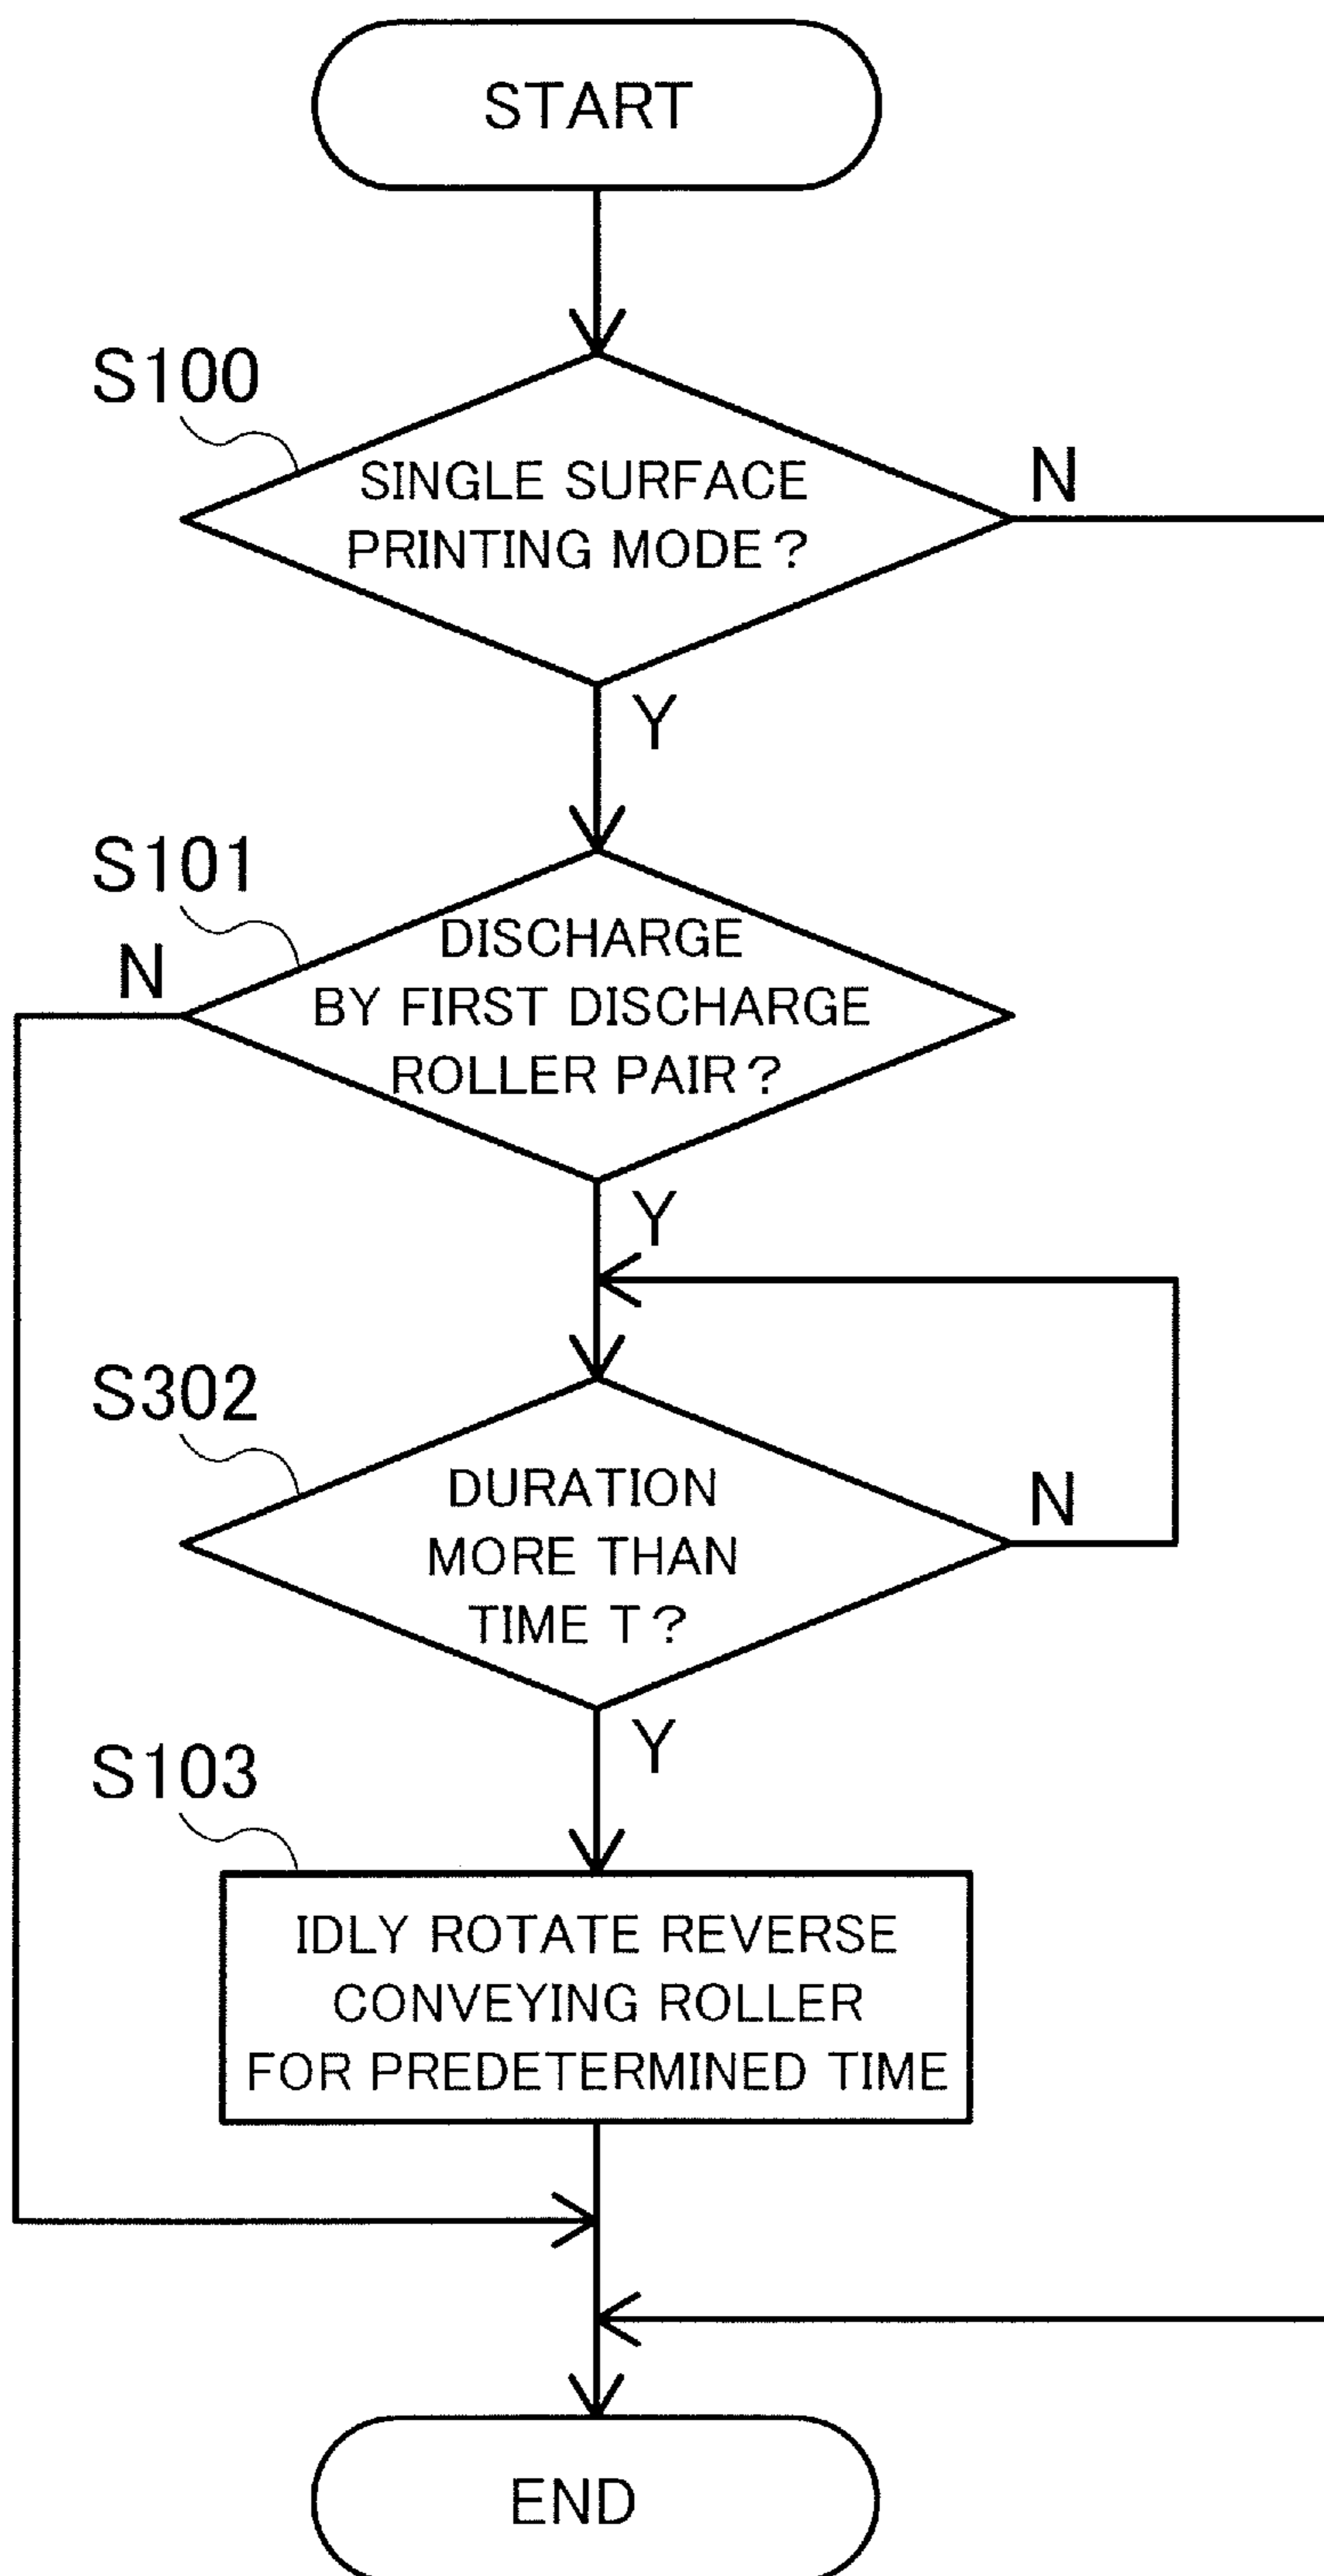 START
S100
SINGLE SURFACE
PRINTING MODE?
N
Y
S101
N
DISCHARGE
BY FIRST DISCHARGE
ROLLER PAIR?
Y
S302
DURATION
MORE THAN
TIME T?
N
Y
S103
IDLY ROTATE REVERSE
CONVEYING ROLLER
FOR PREDETERMINED TIME
END